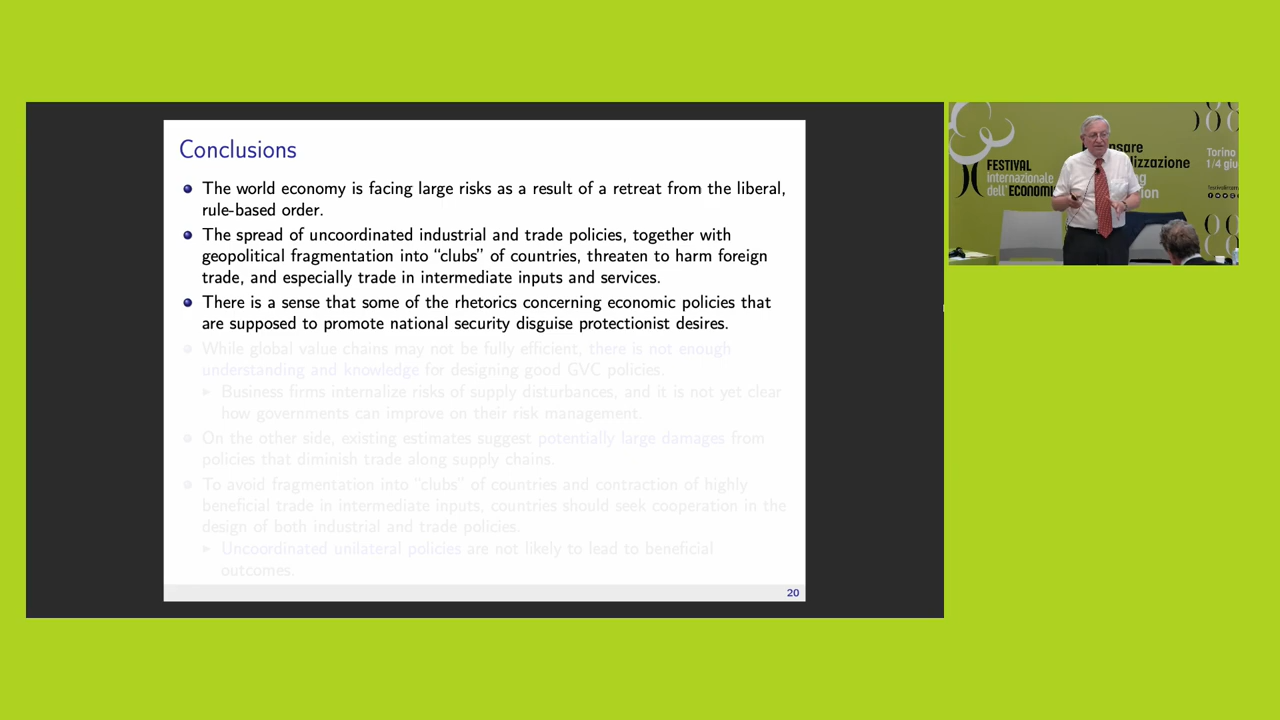 Conclusions
The world economy is facing large risks as a result of a retreat from the liberal,
rule-based order.
The spread of uncoordinated industrial and trade policies, together with
geopolitical fragmentation into “clubs” of countries, threaten to harm foreign
trade, and especially trade in intermediate inputs and services.
There is a sense that some of the rhetorics concerning economic policies that
are supposed to promote national security disguise protectionist desires.
While global value chains may not be fully efficient, there is not enough
understanding and knowledge for designing good GVC policies.
Business firms internalize risks of supply disturbances, and it is not yet clear
how governments can improve on their risk management.
On the other side, existing estimates suggest potentially large damages from
policies that diminish trade along supply chains.
To avoid fragmentation into “clubs” of countries and contraction of highly
beneficial trade in intermediate inputs, countries should seek cooperation in the
design of both industrial and trade policies.
Uncoordinated unilateral policies are not likely to lead to beneficial
outcomes.
20
FESTIVAL
internazionale
dell'ECONOMI
nsare
lizzazione
ng
ion
Torino
1/4 giu